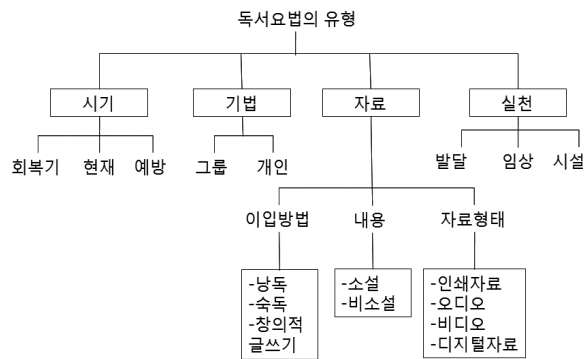 독서요법의 유형
시기 기법 자료 실천
회복기 현재 예방 그룹 개인 발달 임상 시설
이입방법 내용 자료형태
-낭독
-숙독
-창의적
글쓰기
-소설
-비소설
-인쇄자료
-오디오
-비디오
-디지털자료